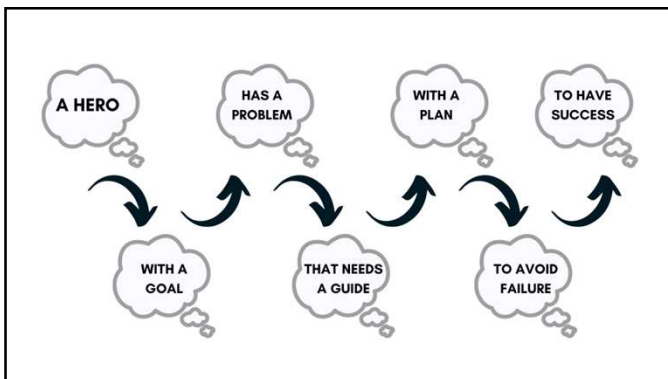 A HERO
WITH A
GOAL
HAS A
PROBLEM
THAT NEEDS
A GUIDE
WITH A
PLAN
TO AVOID
FAILURE
TO HAVE
SUCCESS